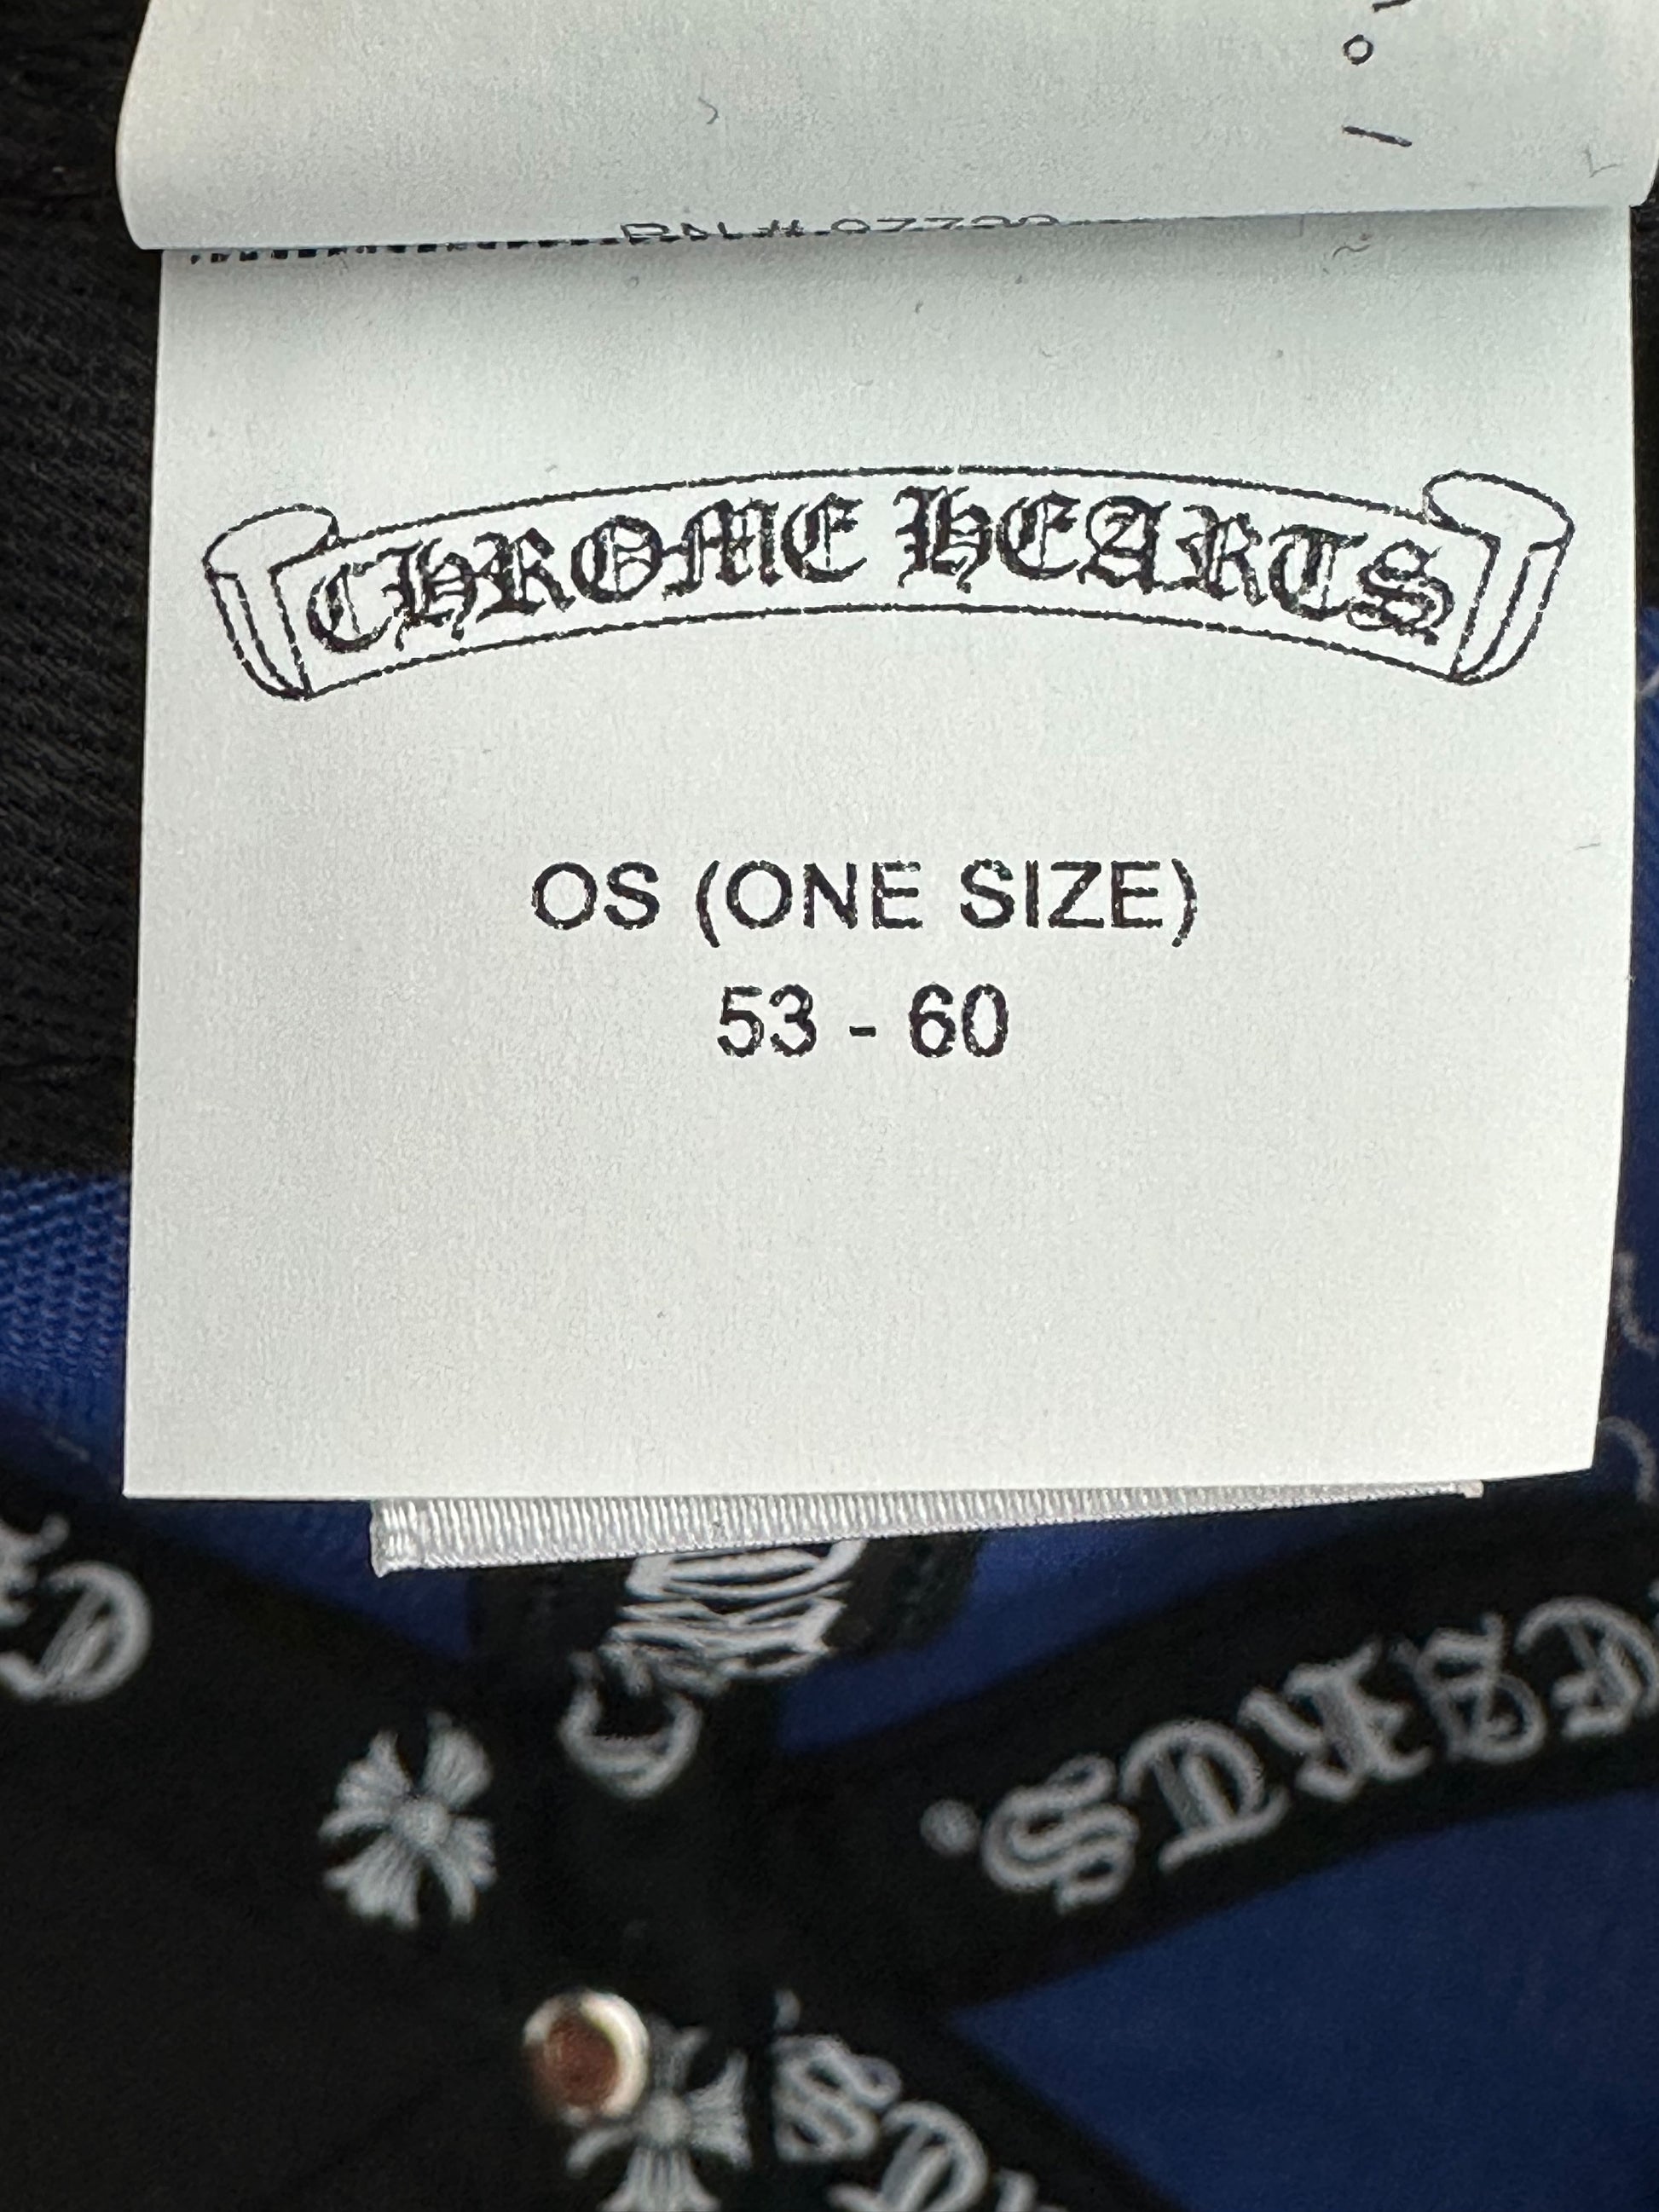 CHROME HEARTS
OS (ONE SIZE)
53 - 60